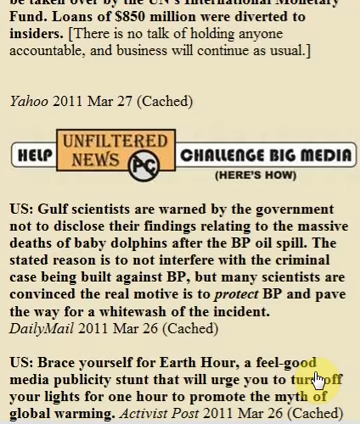 be taken over by the UN's International Monetary
Fund. Loans of $850 million were diverted to
insiders. [There is no talk of holding anyone
accountable, and business will continue as usual.]
Yahoo 2011 Mar 27 (Cached)
HELP UNFILTERED NEWS PC CHALLENGE BIG MEDIA
(HERE'S HOW)
US: Gulf scientists are warned by the government
not to disclose their findings relating to the massive
deaths of baby dolphins after the BP oil spill. The
stated reason is to not interfere with the criminal
case being built against BP, but many scientists are
convinced the real motive is to protect BP and pave
the way for a whitewash of the incident.
DailyMail 2011 Mar 26 (Cached)
US: Brace yourself for Earth Hour, a feel-good
media publicity stunt that will urge you to turn off
your lights for one hour to promote the myth of
global warming. Activist Post 2011 Mar 26 (Cached)